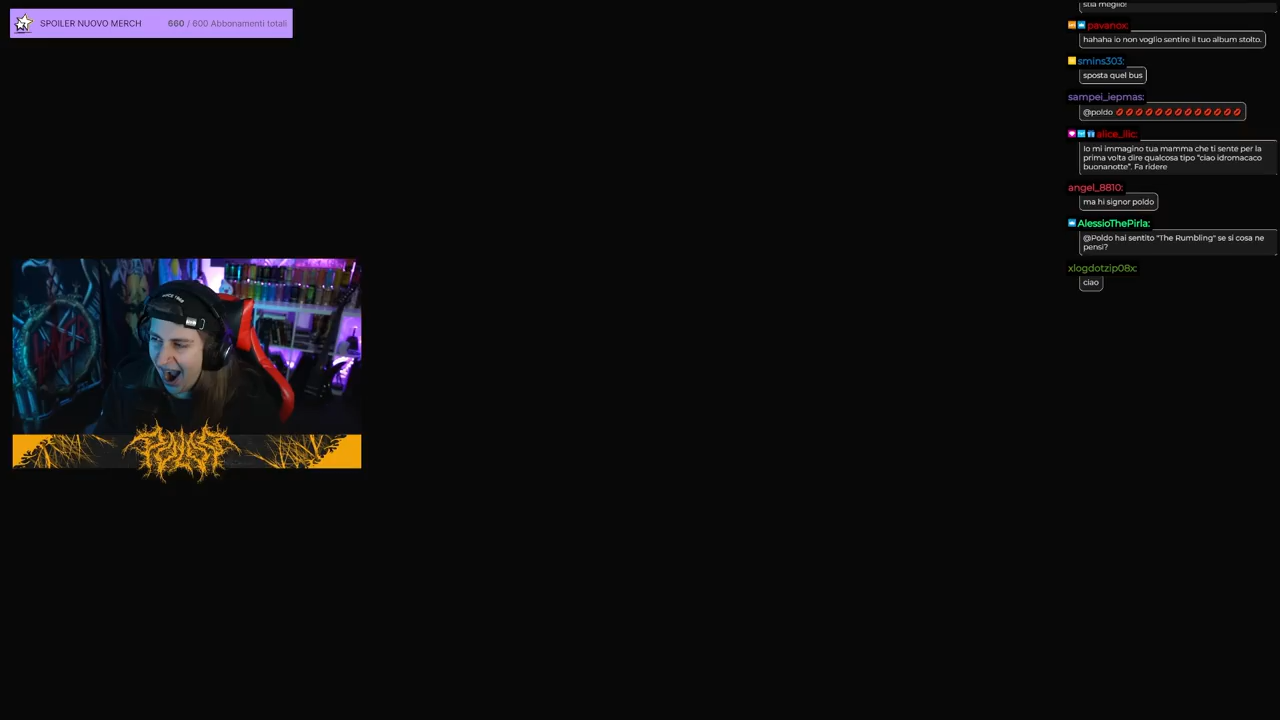 SPOILER NUOVO MERCH
660 / 600 Abbonamenti totali
stia meglio!
pavanox:
hahaha io non voglio sentire il tuo album stolto.
smins303:
sposta quel bus
sampei_iepmas:
@poldo 💋💋💋💋💋💋💋💋💋💋💋💋💋
alice_ilic:
Io mi immagino tua mamma che ti sente per la
prima volta dire qualcosa tipo "ciao idromacaco
buonanotte". Fa ridere
angel_8810:
ma hi signor poldo
AlessioThePirla:
@Poldo hai sentito "The Rumbling" se si cosa ne
pensi?
xlogdotzip08x:
ciao